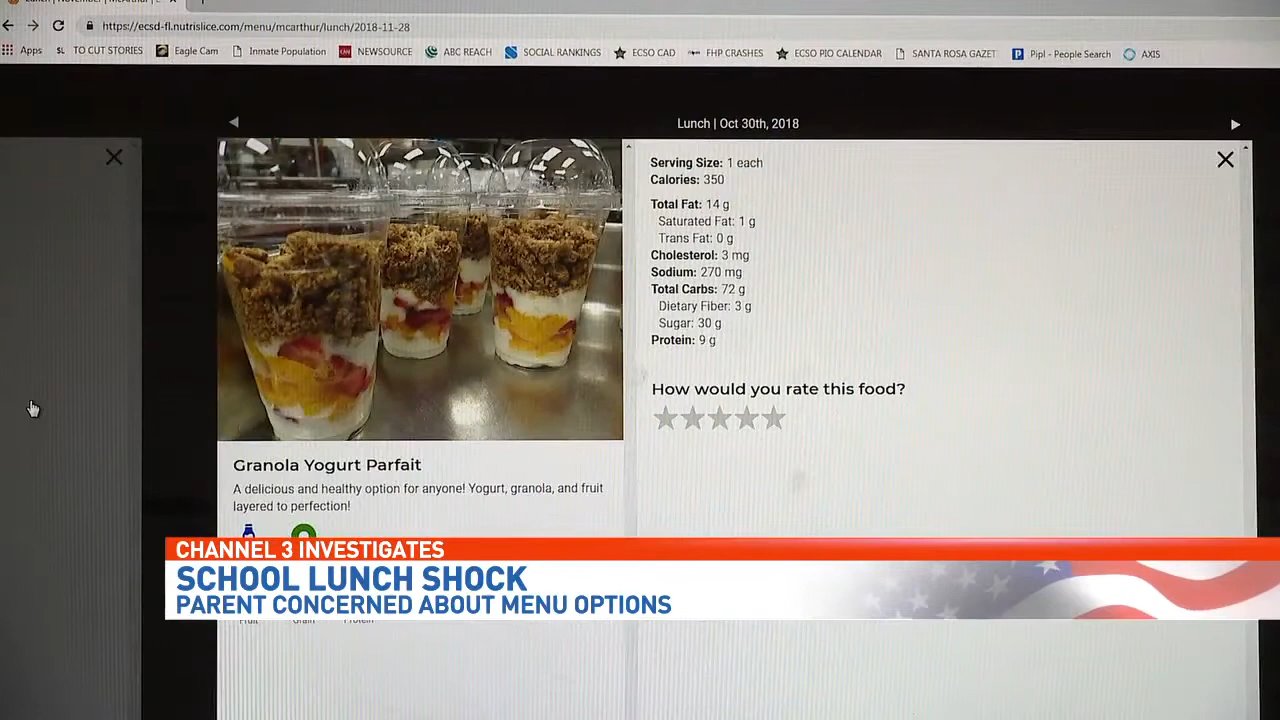 https://ecsd-fl.nutrislice.com/menu/mcarthur/lunch/2018-11-28
Apps SL TO CUT STORIES Eagle Cam Inmate Population NEWSOURCE ABC REACH SOCIAL RANKINGS ECSO CAD FHP CRASHES ECSO PIO CALENDAR SANTA ROSA GAZET P Pipl - People Search AXIS
Lunch | Oct 30th, 2018
Serving Size: 1 each
Calories: 350
Total Fat: 14 g
Saturated Fat: 1 g
Trans Fat: 0 g
Cholesterol: 3 mg
Sodium: 270 mg
Total Carbs: 72 g
Dietary Fiber: 3 g
Sugar: 30 g
Protein: 9 g
How would you rate this food?
Granola Yogurt Parfait
A delicious and healthy option for anyone! Yogurt, granola, and fruit
layered to perfection!
CHANNEL 3 INVESTIGATES
SCHOOL LUNCH SHOCK
PARENT CONCERNED ABOUT MENU OPTIONS
Fruit Grain Protein